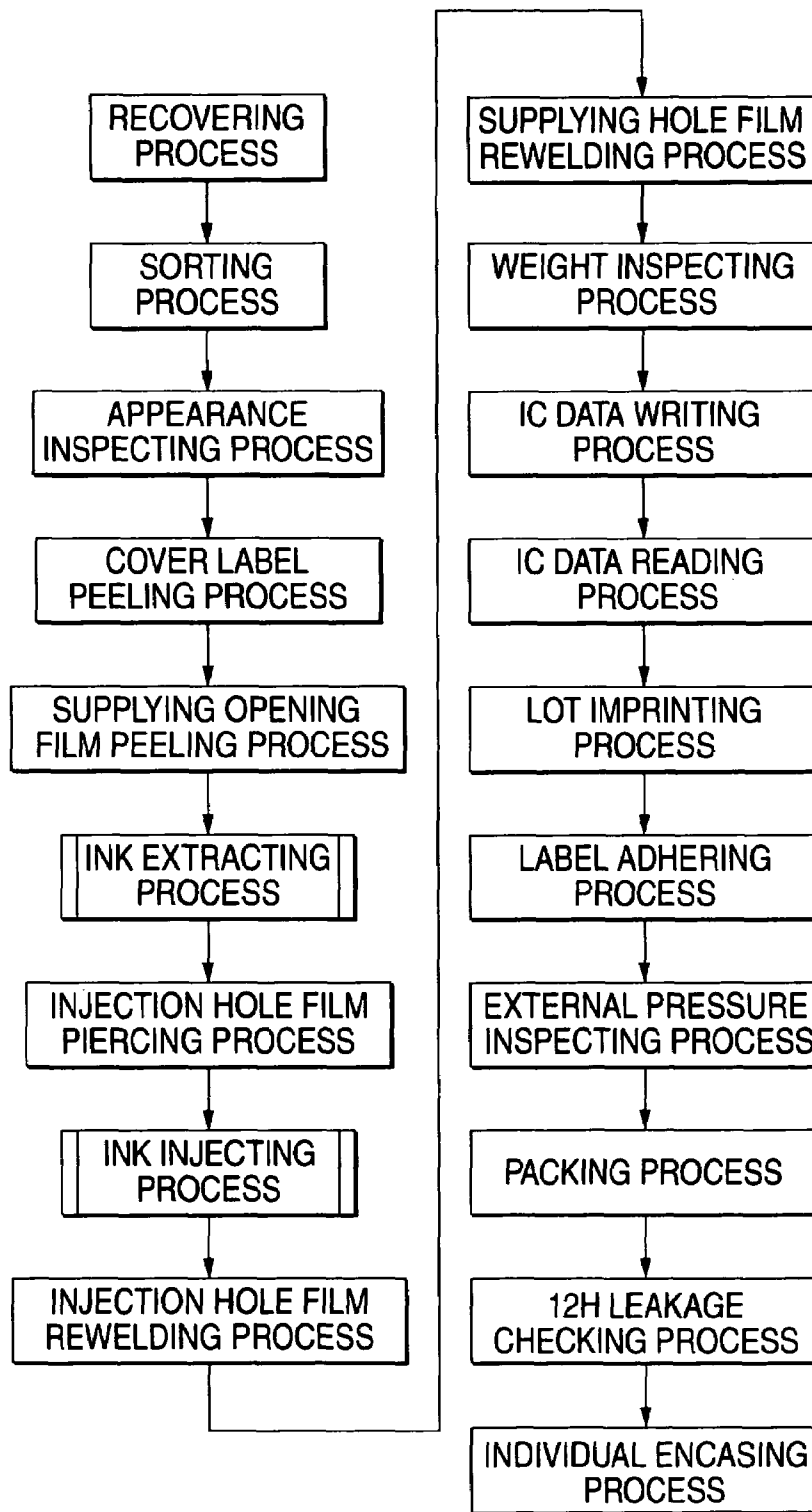 RECOVERING
PROCESS
SORTING
PROCESS
APPEARANCE
INSPECTING PROCESS
COVER LABEL
PEELING PROCESS
SUPPLYING OPENING
FILM PEELING PROCESS
INK EXTRACTING
PROCESS
INJECTION HOLE FILM
PIERCING PROCESS
INK INJECTING
PROCESS
INJECTION HOLE FILM
REWELDING PROCESS
SUPPLYING HOLE FILM
REWELDING PROCESS
WEIGHT INSPECTING
PROCESS
IC DATA WRITING
PROCESS
IC DATA READING
PROCESS
LOT IMPRINTING
PROCESS
LABEL ADHERING
PROCESS
EXTERNAL PRESSURE
INSPECTING PROCESS
PACKING PROCESS
12H LEAKAGE
CHECKING PROCESS
INDIVIDUAL ENCASING
PROCESS